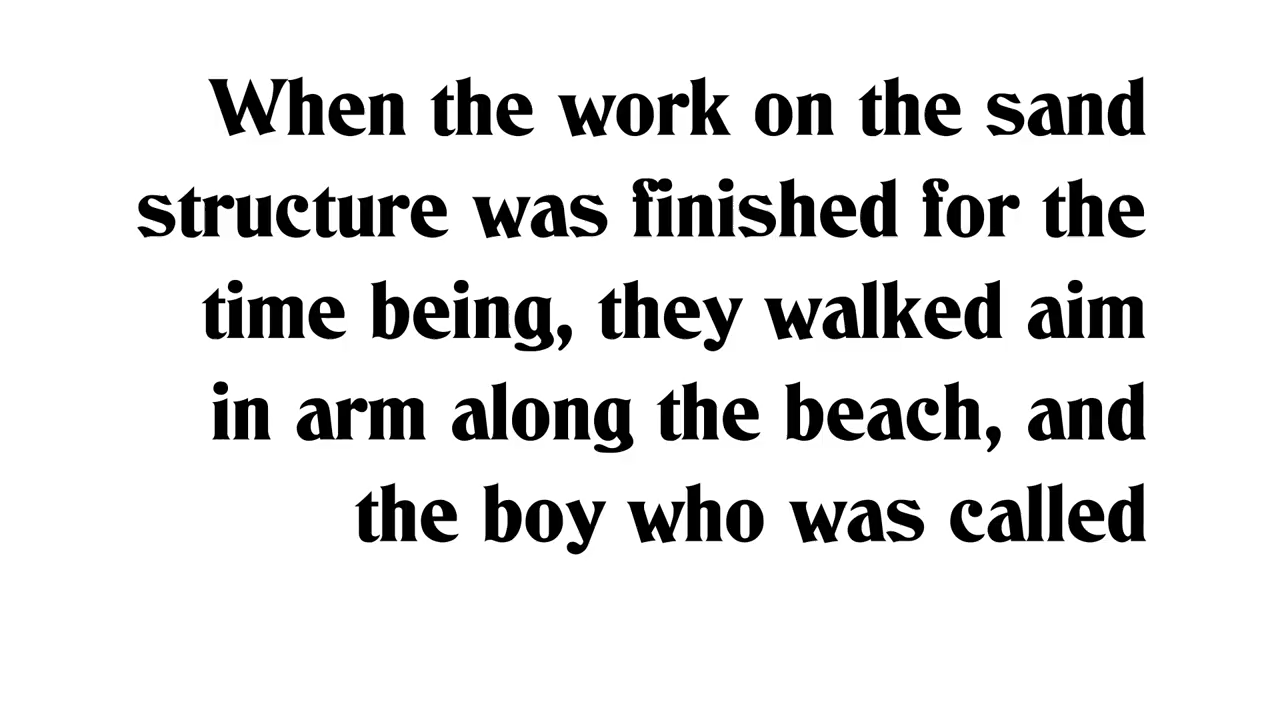 When the work on the sand
structure was finished for the
time being, they walked aim
in arm along the beach, and
the boy who was called